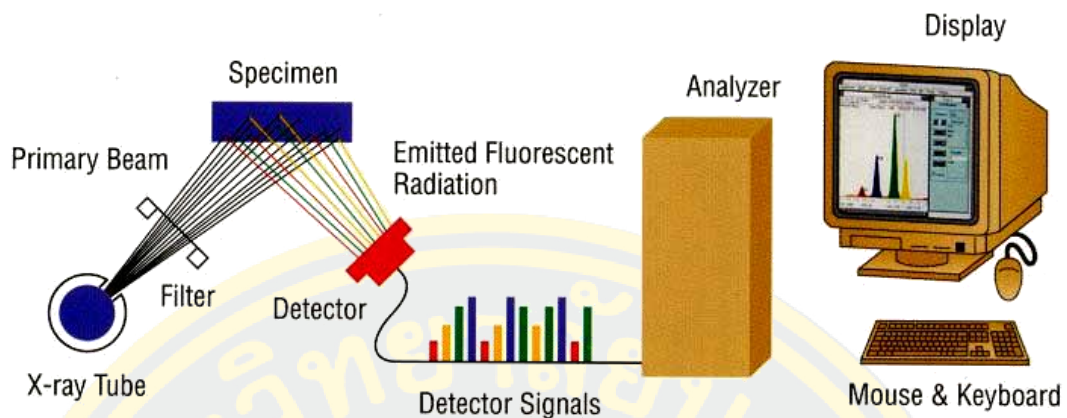 Display
Specimen
Analyzer
Primary Beam
Emitted Fluorescent
Radiation
Filter
Detector
X-ray Tube
Detector Signals
Mouse & Keyboard